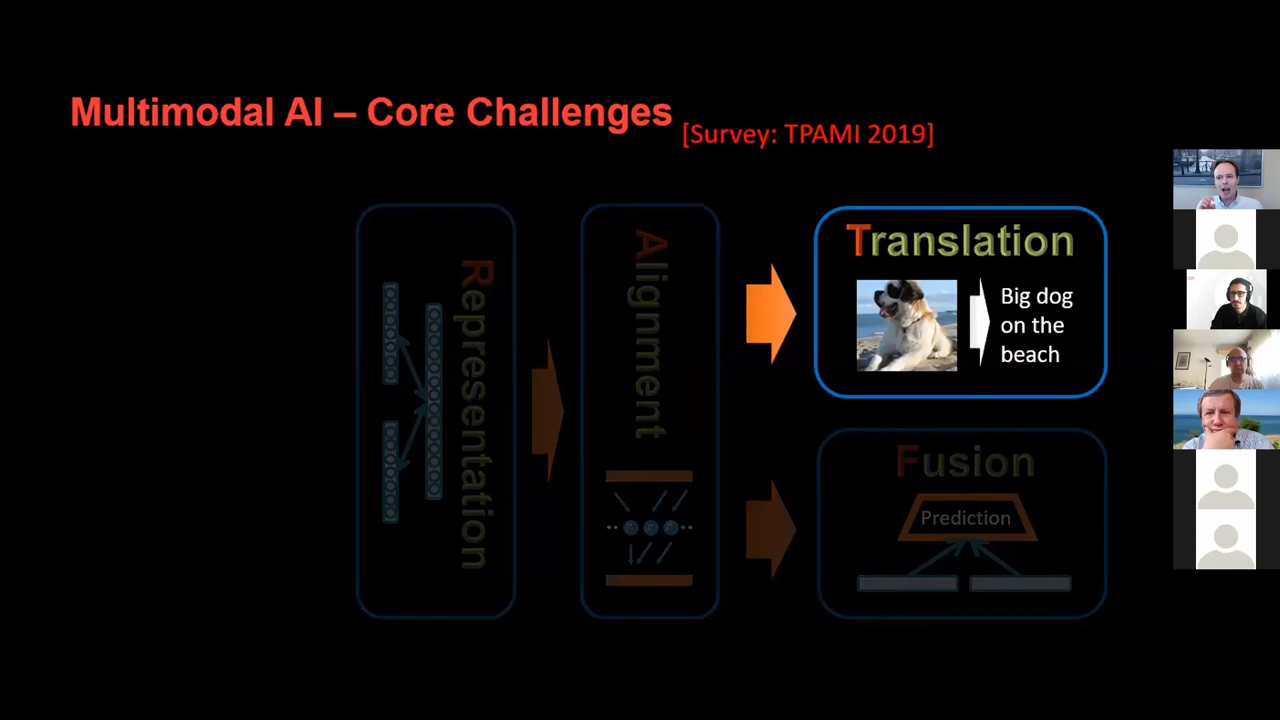 Multimodal AI – Core Challenges
[Survey: TPAMI 2019]
Representation
Alignment
Translation
Big dog
on the
beach
Fusion
Prediction